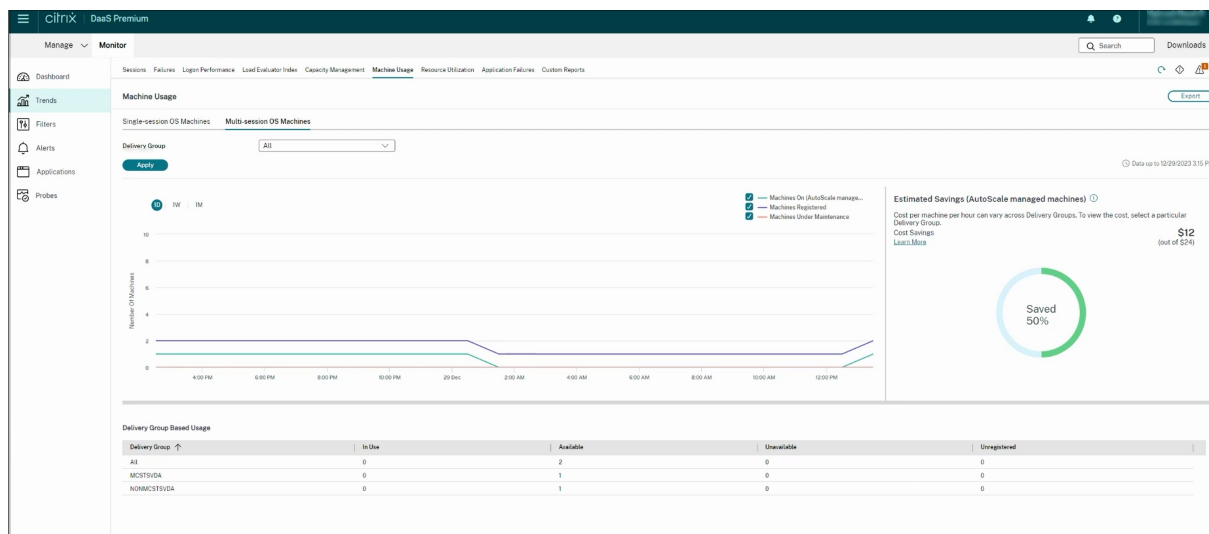 citrix DaaS Premium
Manage Monitor Search Downloads
Dashboard
Trends
Filters
Alerts
Applications
Probes
Sessions Failures Logon Performance Load Evaluator Index Capacity Management Machine Usage Resource Utilization Application Failures Custom Reports
Machine Usage Export
Single-session OS Machines Multi-session OS Machines
Delivery Group All
Apply
Data up to 12/29/2023 3:15 P
1D 1W 1M
Machines On (AutoScale manage...
Machines Registered
Machines Under Maintenance
Number Of Machines
10
8
6
4
2
0
4:00 PM 6:00 PM 8:00 PM 10:00 PM 29 Dec 2:00 AM 4:00 AM 6:00 AM 8:00 AM 10:00 AM 12:00 PM
Estimated Savings (AutoScale managed machines)
Cost per machine per hour can vary across Delivery Groups. To view the cost, select a particular
Delivery Group.
Cost Savings $12
Learn More (out of $24)
Saved
50%
Delivery Group Based Usage
Delivery Group In Use Available Unavailable Unregistered
All 0 2 0 0
MCSTSVDA 0 1 0 0
NONMCSTSVDA 0 1 0 0